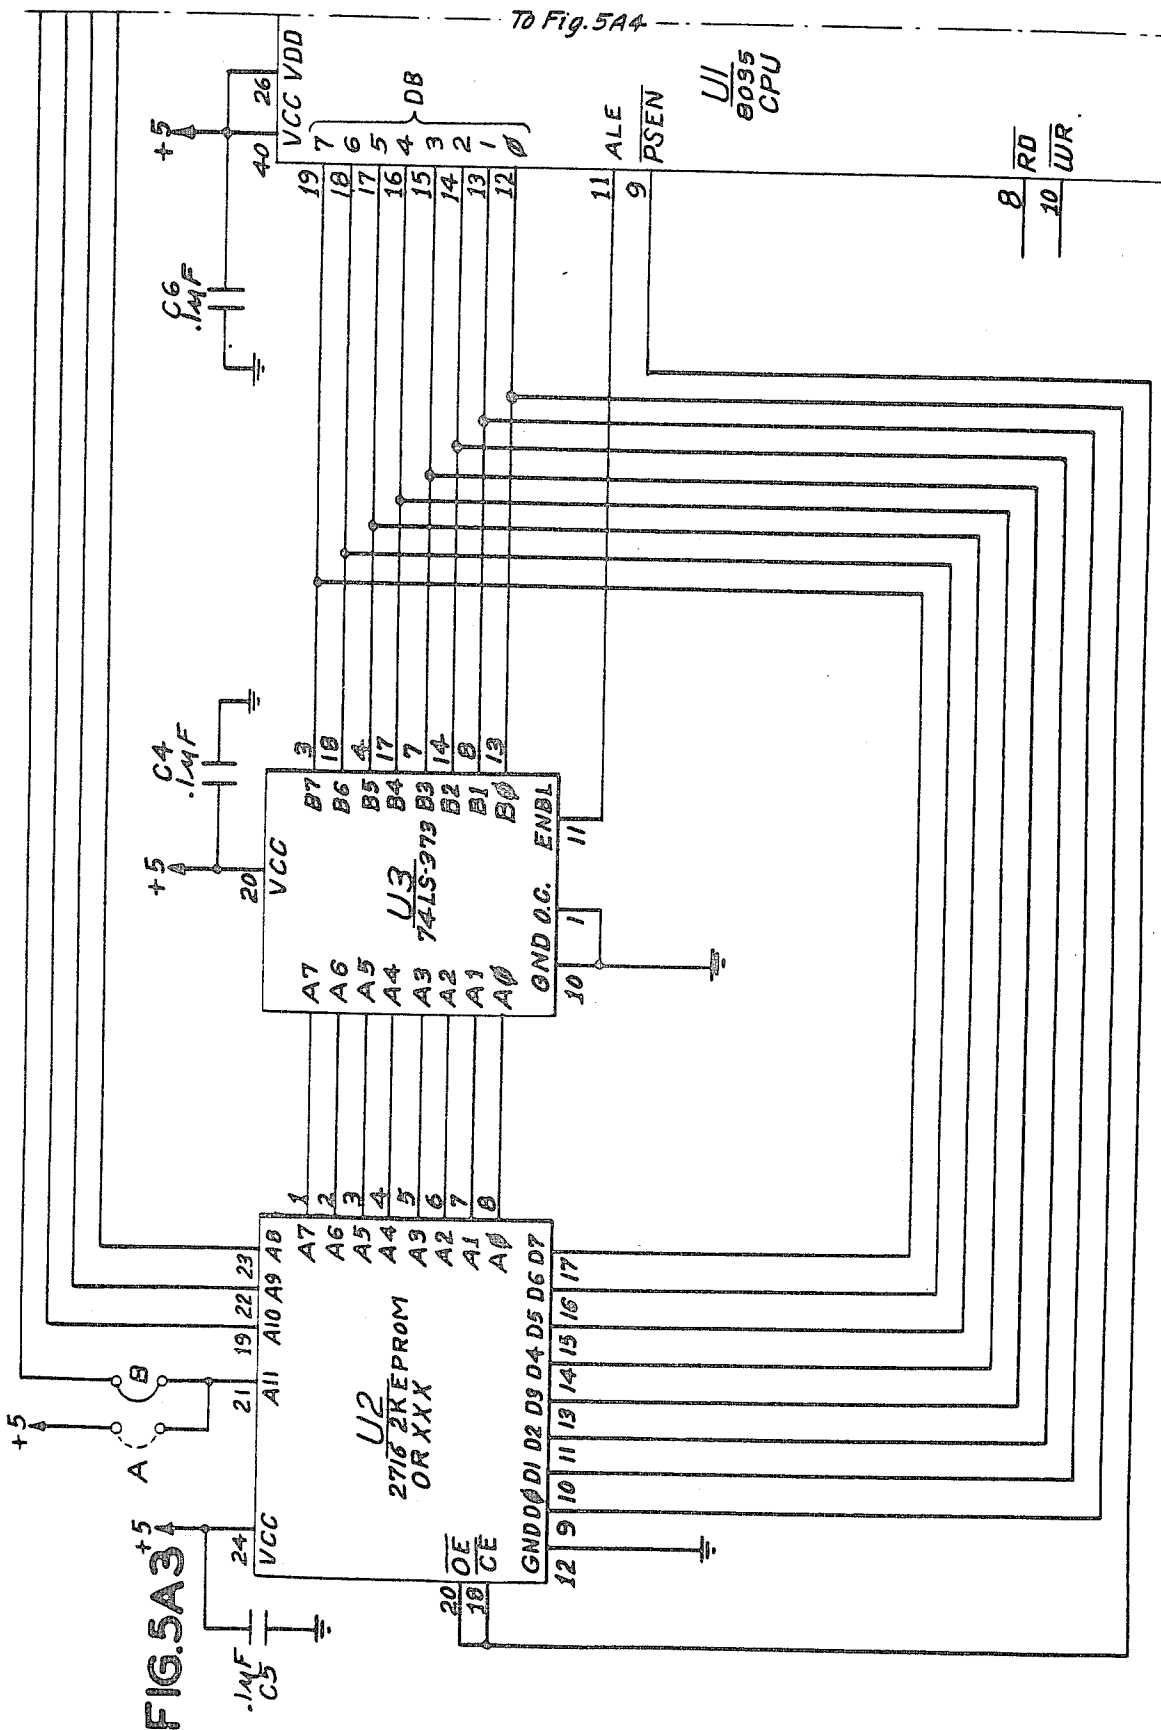 FIG.5A3
To Fig.5A4
+5
A
B
+5
.1µF
C5
24
VCC
21
A11
19
A10
22
A9
23
A8
U2
2716 2K EPROM
OR XXX
A7 1
A6 2
A5 3
A4 4
A3 5
A2 6
A1 7
AØ 8
20 OE
18 CE
GND DØ D1 D2 D3 D4 D5 D6 D7
12 9 10 11 13 14 15 16 17
+5
C4
.1µF
20
VCC
U3
74LS-373
A7
A6
A5
A4
A3
A2
A1
AØ
B7 3
B6 18
B5 4
B4 17
B3 7
B2 14
B1 8
BØ 13
GND O.C. ENBL
10 1 11
+5
C6
.1µF
40
VCC
26
VDD
19 7
18 6
17 5
16 4
15 3
14 2
13 1
12 Ø
DB
11 ALE
9 PSEN
U1
8035
CPU
8 RD
10 WR